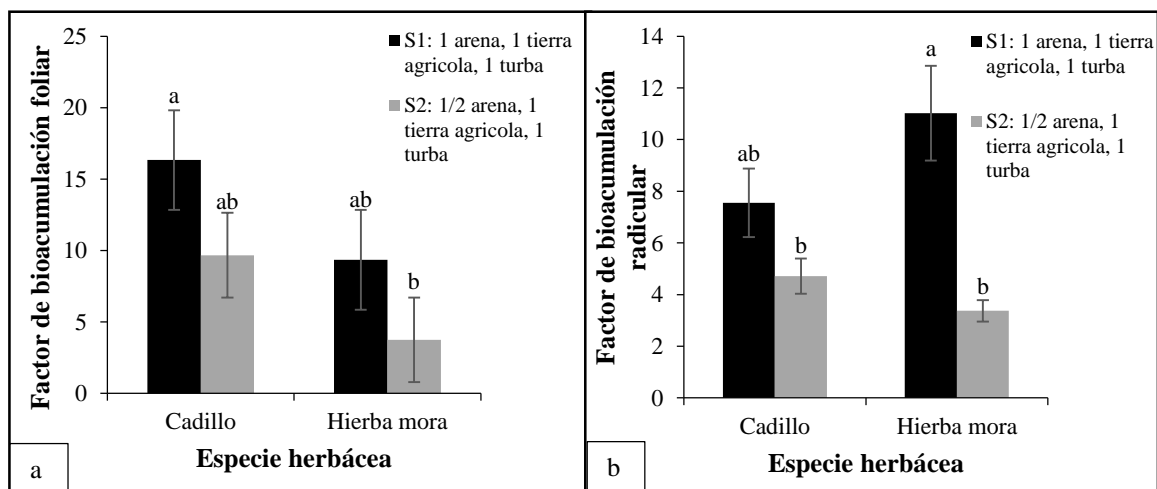 Factor de bioacumulación foliar
25
20
15
10
5
0
a
ab
ab
b
S1: 1 arena, 1 tierra
agricola, 1 turba
S2: 1/2 arena, 1
tierra agricola, 1
turba
Cadillo
Hierba mora
Especie herbácea
a
Factor de bioacumulación
radicular
14
12
10
8
6
4
2
0
ab
b
a
b
S1: 1 arena, 1 tierra
agricola, 1 turba
S2: 1/2 arena, 1
tierra agricola, 1
turba
Cadillo
Hierba mora
Especie herbácea
b